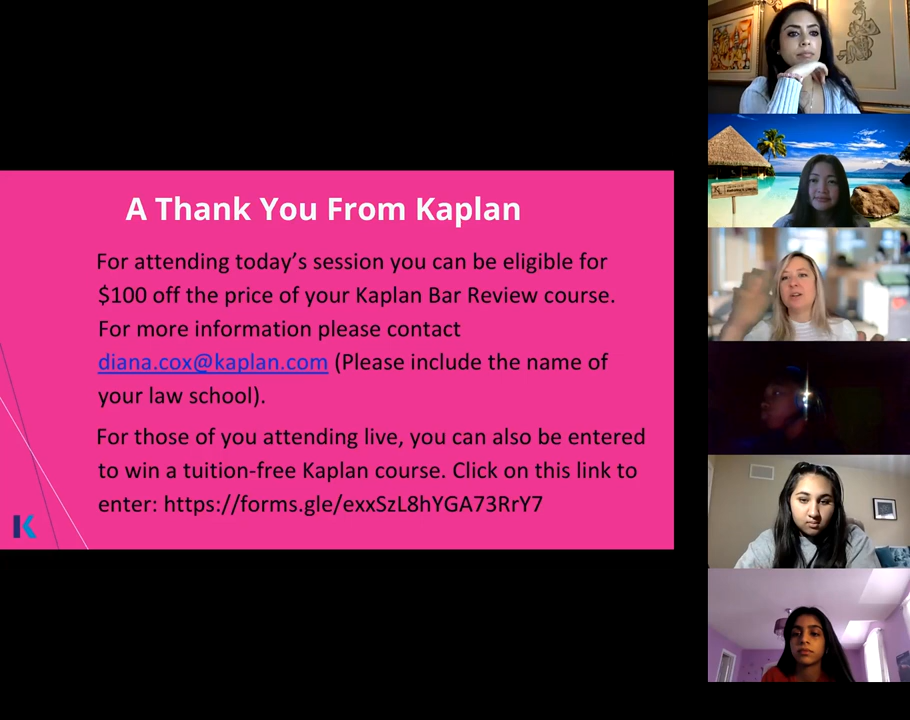 A Thank You From Kaplan
For attending today's session you can be eligible for
$100 off the price of your Kaplan Bar Review course.
For more information please contact
diana.cox@kaplan.com (Please include the name of
your law school).
For those of you attending live, you can also be entered
to win a tuition-free Kaplan course. Click on this link to
enter: https://forms.gle/exxSzL8hYGA73RrY7